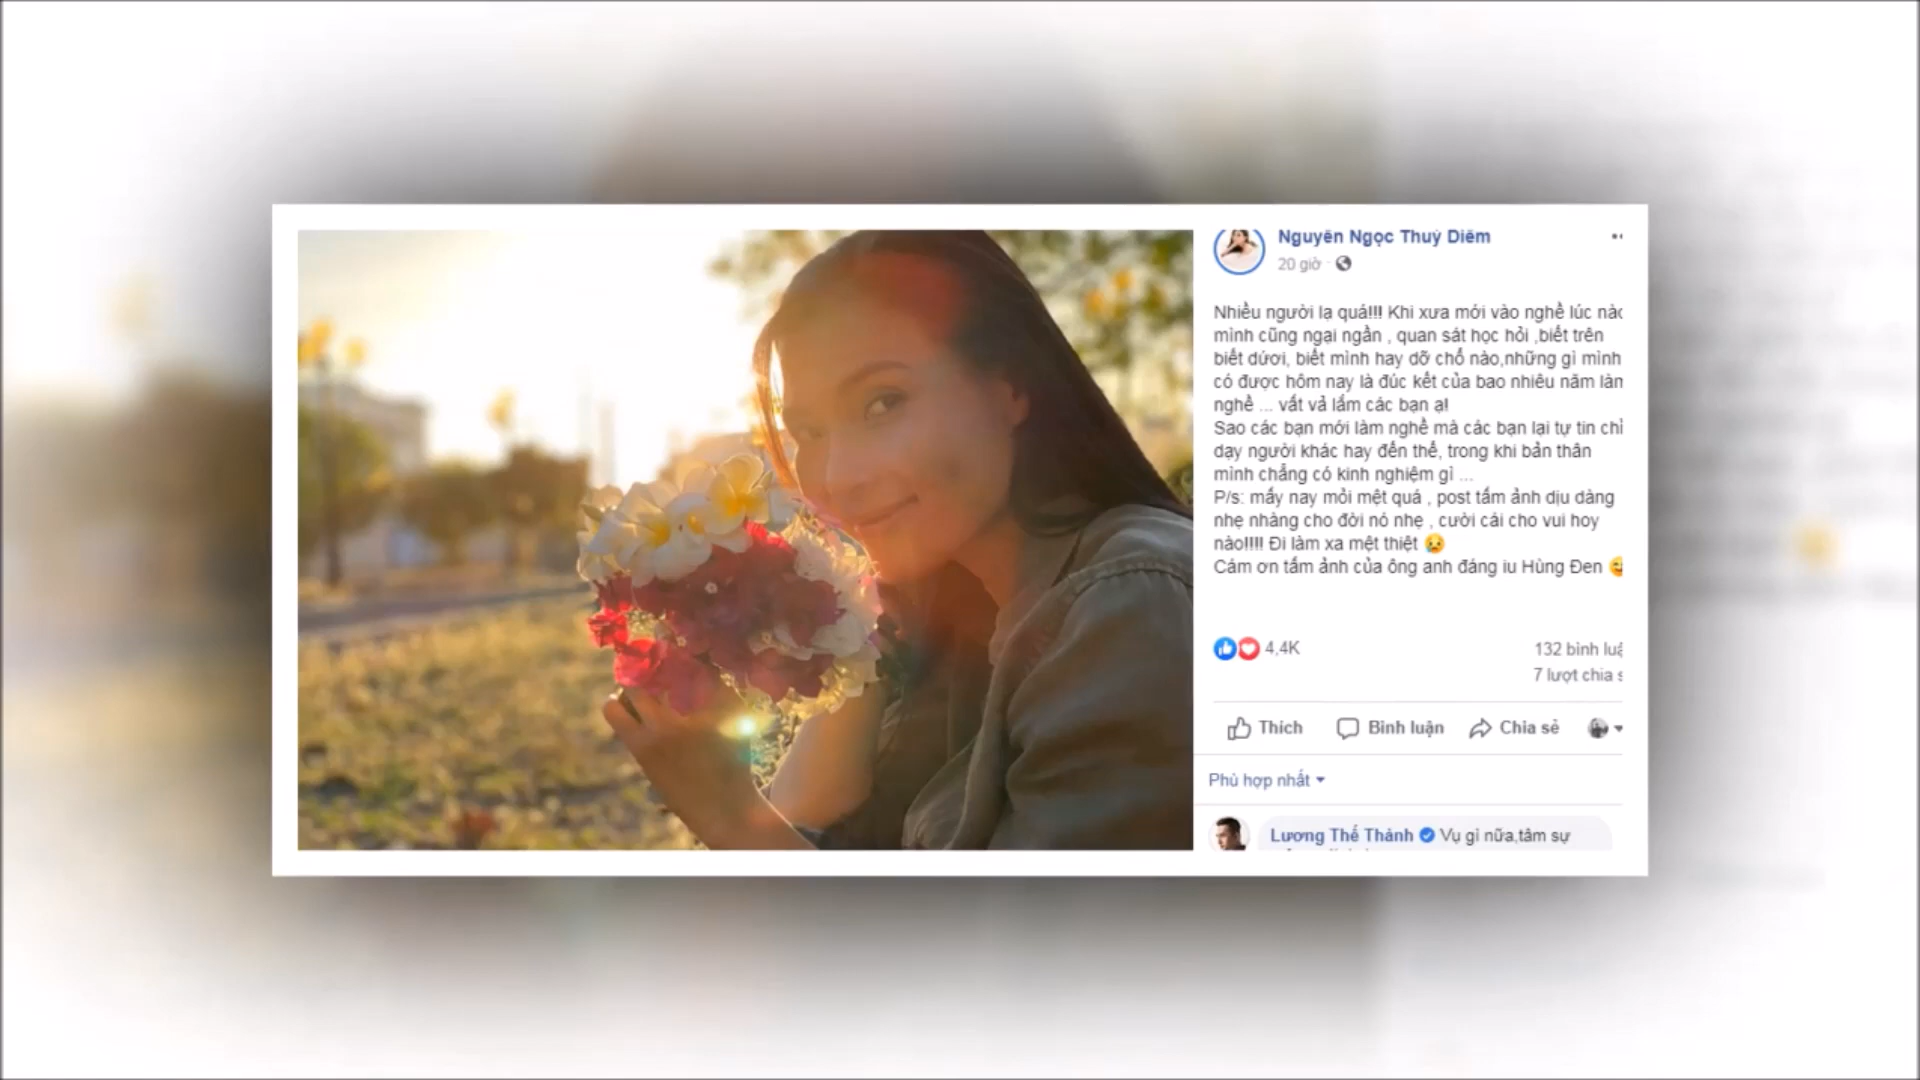 Nguyễn Ngọc Thuý Diễm
20 giờ
Nhiều người lạ quá!!! Khi xưa mới vào nghề lúc nào
mình cũng ngại ngần , quan sát học hỏi ,biết trên
biết dưới, biết mình hay dỡ chổ nào,những gì mình
có được hôm nay là đúc kết của bao nhiêu năm làm
nghề ... vất vả lắm các bạn ạ!
Sao các bạn mới làm nghề mà các bạn lại tự tin chỉ
dạy người khác hay đến thế, trong khi bản thân
mình chẳng có kinh nghiệm gì ...
P/s: mấy nay mỏi mệt quá , post tấm ảnh dịu dàng
nhẹ nhàng cho đời nó nhẹ , cười cái cho vui hoy
nào!!!! Đi làm xa mệt thiệt 😢
Cám ơn tấm ảnh của ông anh đáng iu Hùng Đen
4,4K
132 bình luậ
7 lượt chia s
Thích Bình luận Chia sẻ
Phù hợp nhất
Lương Thế Thành Vụ gì nữa,tâm sự